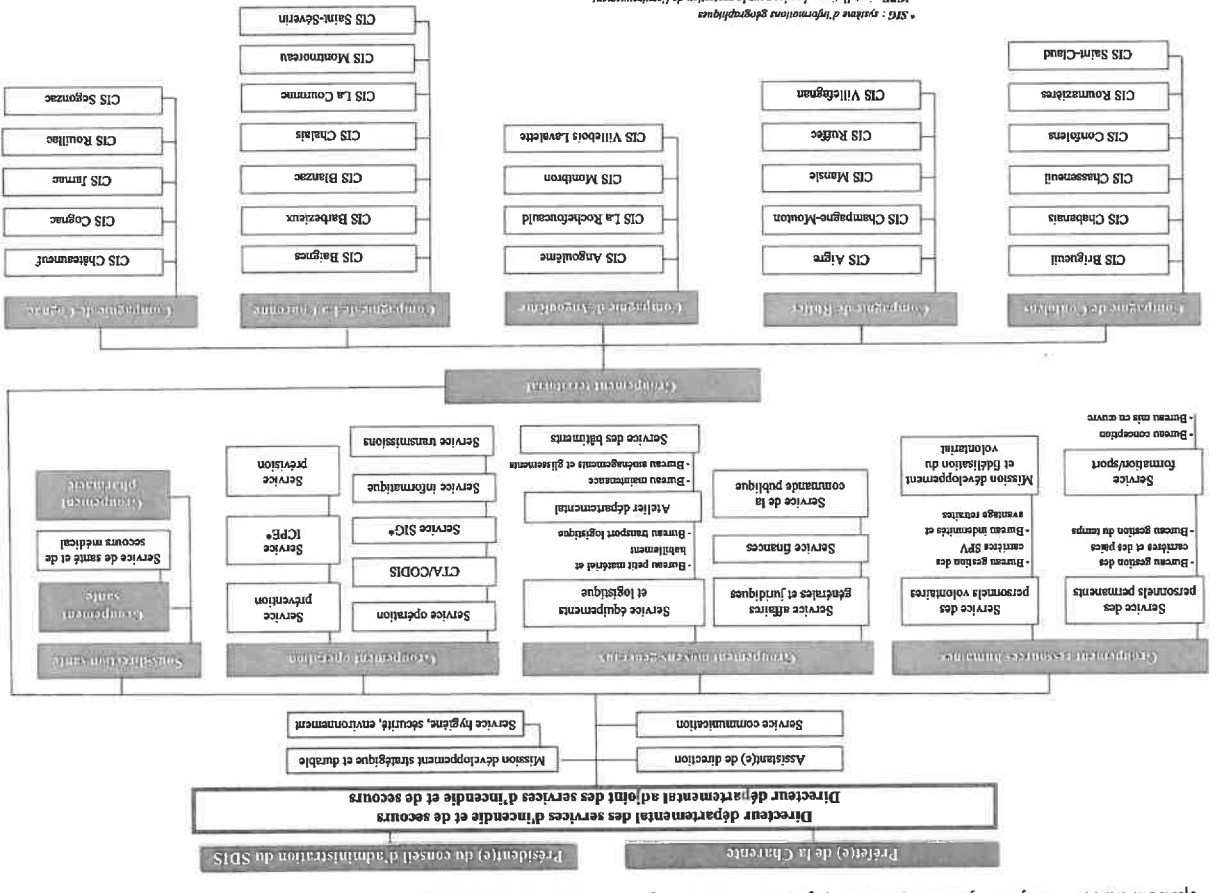 Préfet(e) de la Charente
Président(e) du conseil d'administration du SDIS
Directeur départemental des services d'incendie et de secours
Directeur départemental adjoint des services d'incendie et de secours
Assistant(e) de direction
Mission développement stratégique et durable
Service communication
Service hygiène, sécurité, environnement
Groupement ressources humaines
Service des
personnels permanents
- Bureau gestion des
carrières et des paies
- Bureau gestion du temps
Service
formation/sport
- Bureau conception
- Bureau mis en œuvre
Service des
personnels volontaires
- Bureau gestion des
carrières SPV
- Bureau indemnités et
avantage retraites
Mission développement
et fidélisation du
volontariat
Groupement moyens généraux
Service affaires
générales et juridiques
Service finances
Service de la
commande publique
Service équipements
et logistique
- Bureau petit matériel et
habillement
- Bureau transport logistique
Atelier départemental
- Bureau maintenance
- Bureau aménagements et glissements
Service des bâtiments
Groupement opération
Service opération
CTA/CODIS
Service SIG*
Service informatique
Service transmissions
Service
prévention
Service
ICPE*
Service
prévision
Sous-direction santé
Groupement
santé
Service de santé et de
secours médical
Groupement
pharmacie
Groupement territorial
Compagnie de Confolens
CIS Brigueuil
CIS Chabanais
CIS Chasseneuil
CIS Confolens
CIS Roumazières
CIS Saint-Claud
Compagnie de Ruffec
CIS Aigre
CIS Champagne-Mouton
CIS Mansle
CIS Ruffec
CIS Villefagnan
Compagnie d'Angoulême
CIS Angoulême
CIS La Rochefoucauld
CIS Montbron
CIS Villebois Lavalette
Compagnie de La Couronne
CIS Baignes
CIS Barbezieux
CIS Blanzac
CIS Chalais
CIS La Couronne
CIS Montmoreau
CIS Saint-Séverin
Compagnie de Cognac
CIS Châteauneuf
CIS Cognac
CIS Jarnac
CIS Rouillac
CIS Segonzac
* SIG : système d'informations géographiques